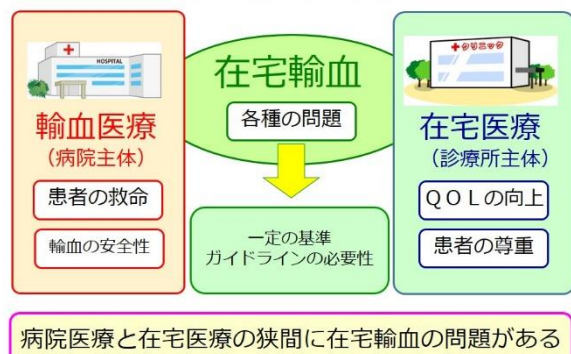 HOSPITAL
輸血医療
（病院主体）
患者の救命
輸血の安全性
在宅輸血
各種の問題
一定の基準
ガイドラインの必要性
クリニック
在宅医療
（診療所主体）
ＱＯＬの向上
患者の尊重
病院医療と在宅医療の狭間に在宅輸血の問題がある